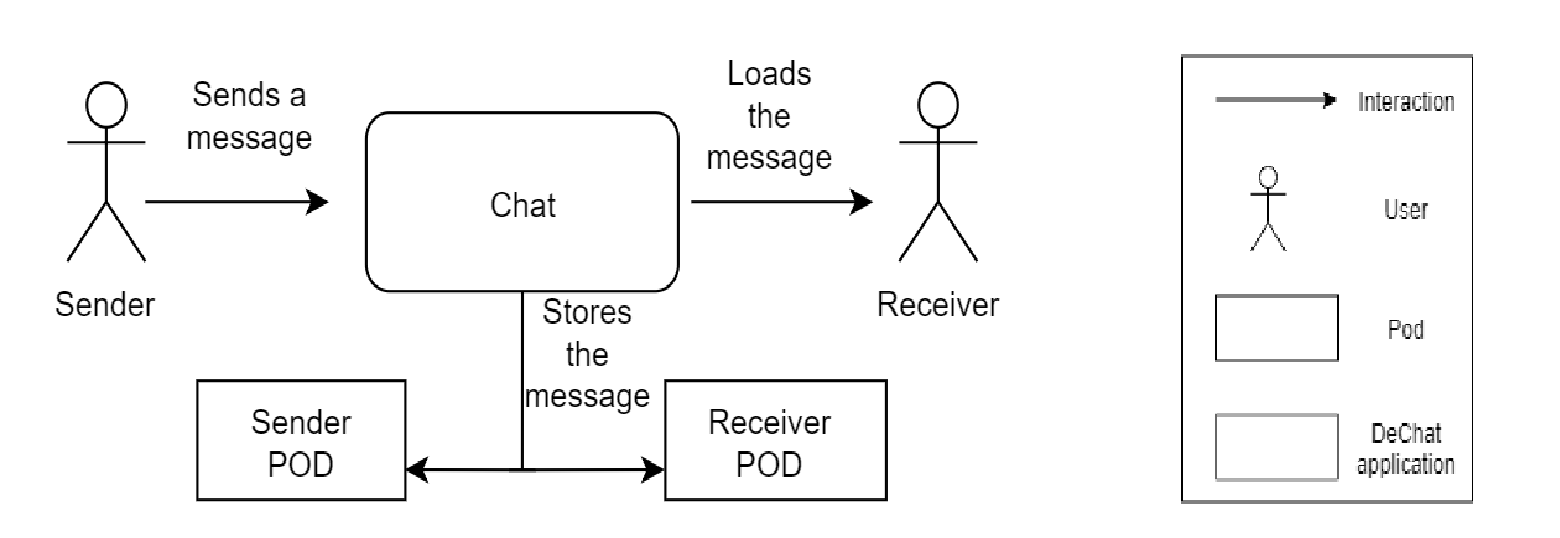 Sends a
message
Loads
the
message
Chat
Sender
Receiver
Stores
the
message
Sender
POD
Receiver
POD
Interaction
User
Pod
DeChat
application